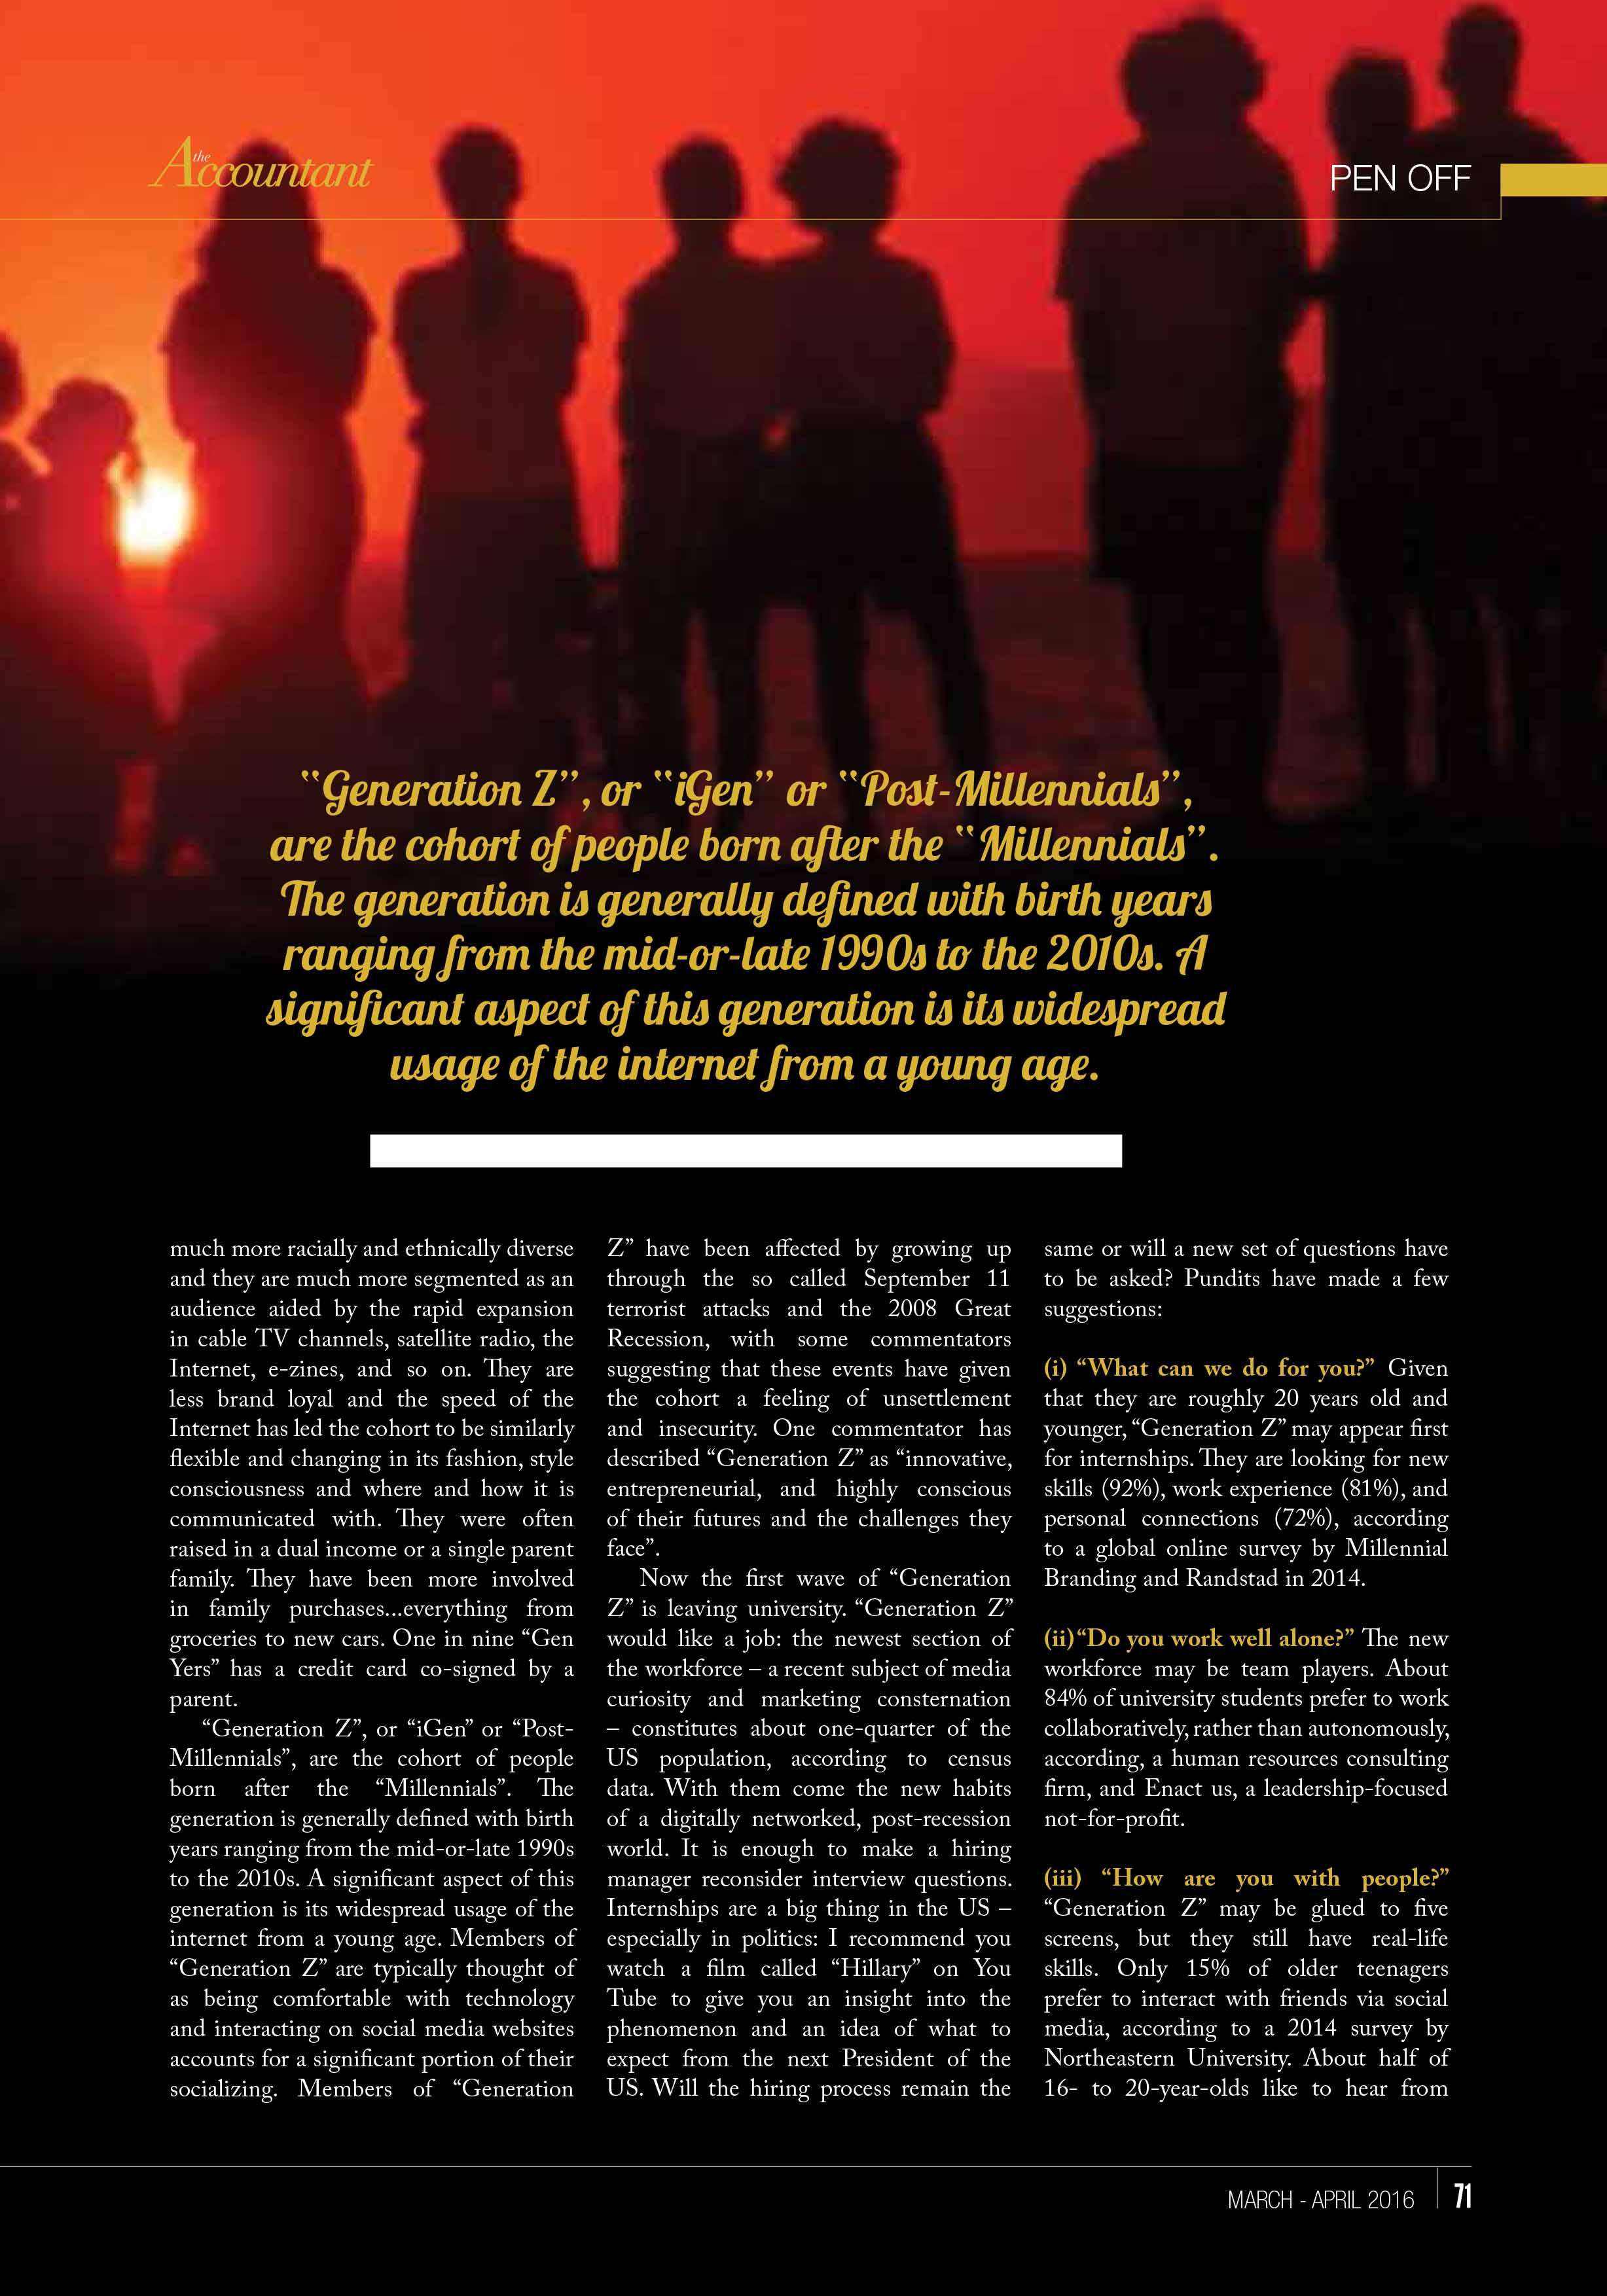 the Accountant
PEN OFF
“Generation Z”, or “iGen” or “Post-Millennials”,
are the cohort of people born after the “Millennials”.
The generation is generally defined with birth years
ranging from the mid-or-late 1990s to the 2010s. A
significant aspect of this generation is its widespread
usage of the internet from a young age.
much more racially and ethnically diverse
and they are much more segmented as an
audience aided by the rapid expansion
in cable TV channels, satellite radio, the
Internet, e-zines, and so on. They are
less brand loyal and the speed of the
Internet has led the cohort to be similarly
flexible and changing in its fashion, style
consciousness and where and how it is
communicated with. They were often
raised in a dual income or a single parent
family. They have been more involved
in family purchases...everything from
groceries to new cars. One in nine “Gen
Yers” has a credit card co-signed by a
parent.
“Generation Z”, or “iGen” or “Post-
Millennials”, are the cohort of people
born after the “Millennials”. The
generation is generally defined with birth
years ranging from the mid-or-late 1990s
to the 2010s. A significant aspect of this
generation is its widespread usage of the
internet from a young age. Members of
“Generation Z” are typically thought of
as being comfortable with technology
and interacting on social media websites
accounts for a significant portion of their
socializing. Members of “Generation
Z” have been affected by growing up
through the so called September 11
terrorist attacks and the 2008 Great
Recession, with some commentators
suggesting that these events have given
the cohort a feeling of unsettlement
and insecurity. One commentator has
described “Generation Z” as “innovative,
entrepreneurial, and highly conscious
of their futures and the challenges they
face”.
Now the first wave of “Generation
Z” is leaving university. “Generation Z”
would like a job: the newest section of
the workforce – a recent subject of media
curiosity and marketing consternation
– constitutes about one-quarter of the
US population, according to census
data. With them come the new habits
of a digitally networked, post-recession
world. It is enough to make a hiring
manager reconsider interview questions.
Internships are a big thing in the US –
especially in politics: I recommend you
watch a film called “Hillary” on You
Tube to give you an insight into the
phenomenon and an idea of what to
expect from the next President of the
US. Will the hiring process remain the
same or will a new set of questions have
to be asked? Pundits have made a few
suggestions:
(i) “What can we do for you?” Given
that they are roughly 20 years old and
younger, “Generation Z” may appear first
for internships. They are looking for new
skills (92%), work experience (81%), and
personal connections (72%), according
to a global online survey by Millennial
Branding and Randstad in 2014.
(ii)“Do you work well alone?” The new
workforce may be team players. About
84% of university students prefer to work
collaboratively, rather than autonomously,
according, a human resources consulting
firm, and Enact us, a leadership-focused
not-for-profit.
(iii) “How are you with people?”
“Generation Z” may be glued to five
screens, but they still have real-life
skills. Only 15% of older teenagers
prefer to interact with friends via social
media, according to a 2014 survey by
Northeastern University. About half of
16- to 20-year-olds like to hear from
MARCH - APRIL 2016 71